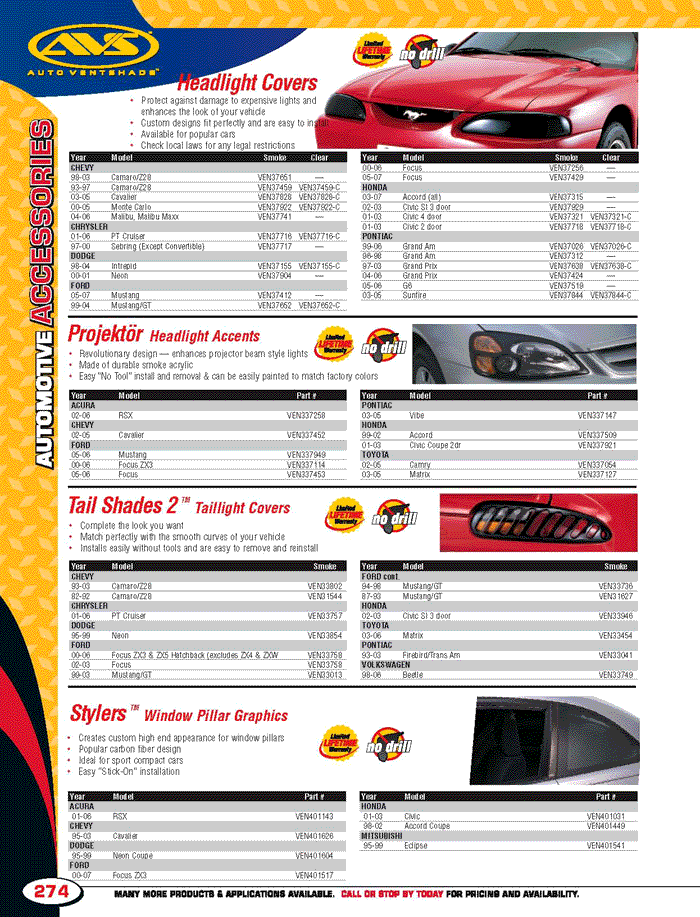 AVS
AUTO VENTSHADE™
AUTOMOTIVE ACCESSORIES
Limited LIFETIME Warranty
no drill
Headlight Covers
• Protect against damage to expensive lights and
enhances the look of your vehicle
• Custom designs fit perfectly and are easy to install
• Available for popular cars
• Check local laws for any legal restrictions
Year Model Smoke Clear
CHEVY
98-03 Camaro/Z28 VEN37651 —
93-97 Camaro/Z28 VEN37459 VEN37459-C
03-05 Cavalier VEN37828 VEN37828-C
00-05 Monte Carlo VEN37922 VEN37922-C
04-06 Malibu, Malibu Maxx VEN37741 —
CHRYSLER
01-06 PT Cruiser VEN37716 VEN37716-C
97-00 Sebring (Except Convertible) VEN37717 —
DODGE
98-04 Intrepid VEN37155 VEN37155-C
00-01 Neon VEN37904 —
FORD
05-07 Mustang VEN37412 —
99-04 Mustang/GT VEN37652 VEN37652-C
Year Model Smoke Clear
00-06 Focus VEN37256 —
05-07 Focus VEN37429 —
HONDA
03-07 Accord (all) VEN37315 —
02-03 Civic SI 3 door VEN37929 —
01-03 Civic 4 door VEN37321 VEN37321-C
01-03 Civic 2 door VEN37718 VEN37718-C
PONTIAC
99-06 Grand Am VEN37026 VEN37026-C
96-98 Grand Am VEN37312 —
97-03 Grand Prix VEN37638 VEN37638-C
04-06 Grand Prix VEN37424 —
05-06 G6 VEN37519 —
03-05 Sunfire VEN37844 VEN37844-C
Projektör Headlight Accents
Limited LIFETIME Warranty
no drill
• Revolutionary design — enhances projector beam style lights
• Made of durable smoke acrylic
• Easy "No Tool" install and removal & can be easily painted to match factory colors
Year Model Part #
ACURA
02-06 RSX VEN337258
CHEVY
02-05 Cavalier VEN337452
FORD
05-06 Mustang VEN337949
00-06 Focus ZX3 VEN337114
05-06 Focus VEN337453
Year Model Part #
PONTIAC
03-05 Vibe VEN337147
HONDA
99-02 Accord VEN337509
01-03 Civic Coupe 2dr VEN337921
TOYOTA
02-05 Camry VEN337054
03-05 Matrix VEN337127
Tail Shades 2™ Taillight Covers
Limited LIFETIME Warranty
no drill
• Complete the look you want
• Match perfectly with the smooth curves of your vehicle
• Installs easily without tools and are easy to remove and reinstall
Year Model Smoke
CHEVY
93-03 Camaro/Z28 VEN33802
82-92 Camaro/Z28 VEN31544
CHRYSLER
01-06 PT Cruiser VEN33757
DODGE
95-99 Neon VEN33854
FORD
00-06 Focus ZX3 & ZX5 Hatchback (excludes ZX4 & ZXW VEN33758
02-03 Focus VEN33758
99-03 Mustang/GT VEN33013
Year Model Smoke
FORD cont.
94-98 Mustang/GT VEN33736
87-93 Mustang/GT VEN31627
HONDA
02-03 Civic SI 3 door VEN33946
TOYOTA
03-06 Matrix VEN33454
PONTIAC
93-03 Firebird/Trans Am VEN33041
VOLKSWAGEN
98-06 Beetle VEN33749
Stylers™ Window Pillar Graphics
Limited LIFETIME Warranty
no drill
• Creates custom high end appearance for window pillars
• Popular carbon fiber design
• Ideal for sport compact cars
• Easy "Stick-On" installation
Year Model Part #
ACURA
01-06 RSX VEN401143
CHEVY
95-03 Cavalier VEN401626
DODGE
95-99 Neon Coupe VEN401604
FORD
00-07 Focus ZX3 VEN401517
Year Model Part #
HONDA
01-03 Civic VEN401031
98-02 Accord Coupe VEN401449
MITSUBISHI
95-99 Eclipse VEN401541
274
MANY MORE PRODUCTS & APPLICATIONS AVAILABLE. CALL OR STOP BY TODAY FOR PRICING AND AVAILABILITY.